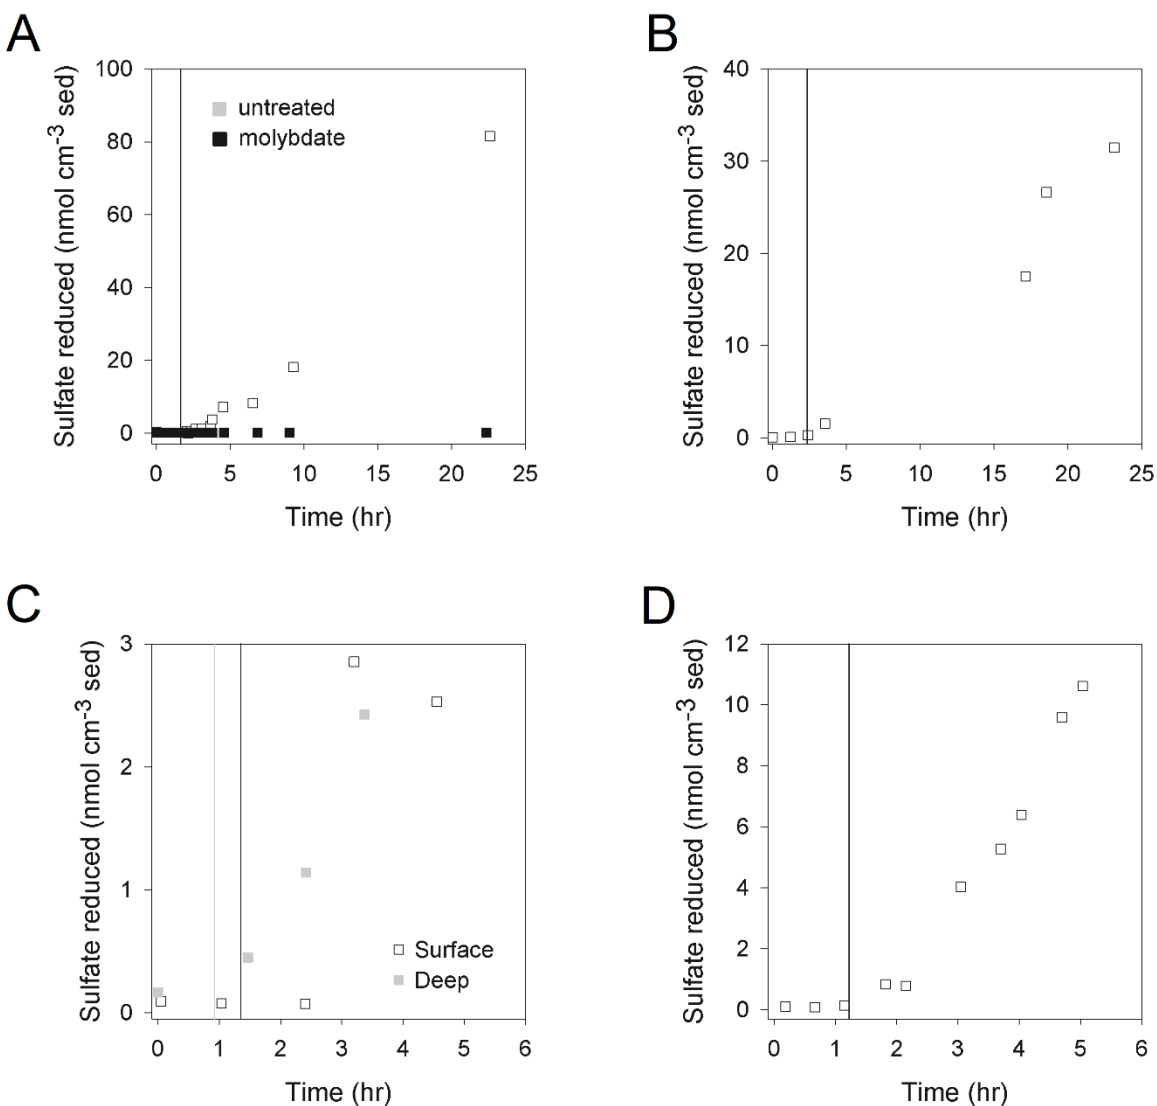 A
Sulfate reduced (nmol cm-3 sed)
100
80
60
40
20
0
untreated
molybdate
0 5 10 15 20 25
Time (hr)
B
Sulfate reduced (nmol cm-3 sed)
40
30
20
10
0
0 5 10 15 20 25
Time (hr)
C
Sulfate reduced (nmol cm-3 sed)
3
2
1
0
Surface
Deep
0 1 2 3 4 5 6
Time (hr)
D
Sulfate reduced (nmol cm-3 sed)
12
10
8
6
4
2
0
0 1 2 3 4 5 6
Time (hr)